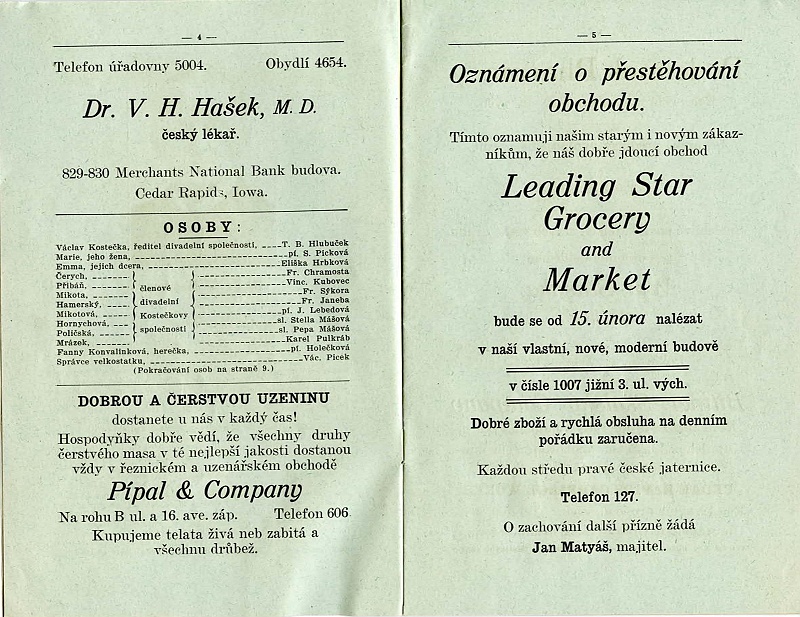 — 4 —
Telefon úřadovny 5004. Obydlí 4654.
Dr. V. H. Hašek, M. D.
český lékař.
829-830 Merchants National Bank budova.
Cedar Rapids, Iowa.
OSOBY:
Václav Kostečka, ředitel divadelní společnosti, ----T. B. Hlubuček
Marie, jeho žena, ----pí. S. Picková
Emma, jejich dcera, ----Eliška Hrbková
Čerych, ----Fr. Chramosta
Přibáň, ----Vinc. Kubovec
Mikota, ----Fr. Sýkora
Hamerský, ----Fr. Janeba
Mikotová, ----pí. J. Lebedová
Hornychová, ----sl. Stella Mášová
Poličská, ----sl. Pepa Mášová
Mrázek, ----Karel Pulkráb
členové
divadelní
Kostečkovy
společnosti
Fanny Konvalinková, herečka, ----pí. Holečková
Správce velkostatku, ----Vác. Picek
(Pokračování osob na straně 9.)
DOBROU A ČERSTVOU UZENINU
dostanete u nás v každý čas!
Hospodyňky dobře vědí, že všechny druhy
čerstvého masa v té nejlepší jakosti dostanou
vždy v řeznickém a uzenářském obchodě
Pípal & Company
Na rohu B ul. a 16. ave. záp. Telefon 606.
Kupujeme telata živá neb zabitá a
všechnu drůbež.
— 5 —
Oznámení o přestěhování
obchodu.
Tímto oznamuji našim starým i novým zákaz-
níkům, že náš dobře jdoucí obchod
Leading Star
Grocery
and
Market
bude se od 15. února nalézat
v naší vlastní, nové, moderní budově
v čísle 1007 jižní 3. ul. vých.
Dobré zboží a rychlá obsluha na denním
pořádku zaručena.
Každou středu pravé české jaternice.
Telefon 127.
O zachování další přízně žádá
Jan Matyáš, majitel.